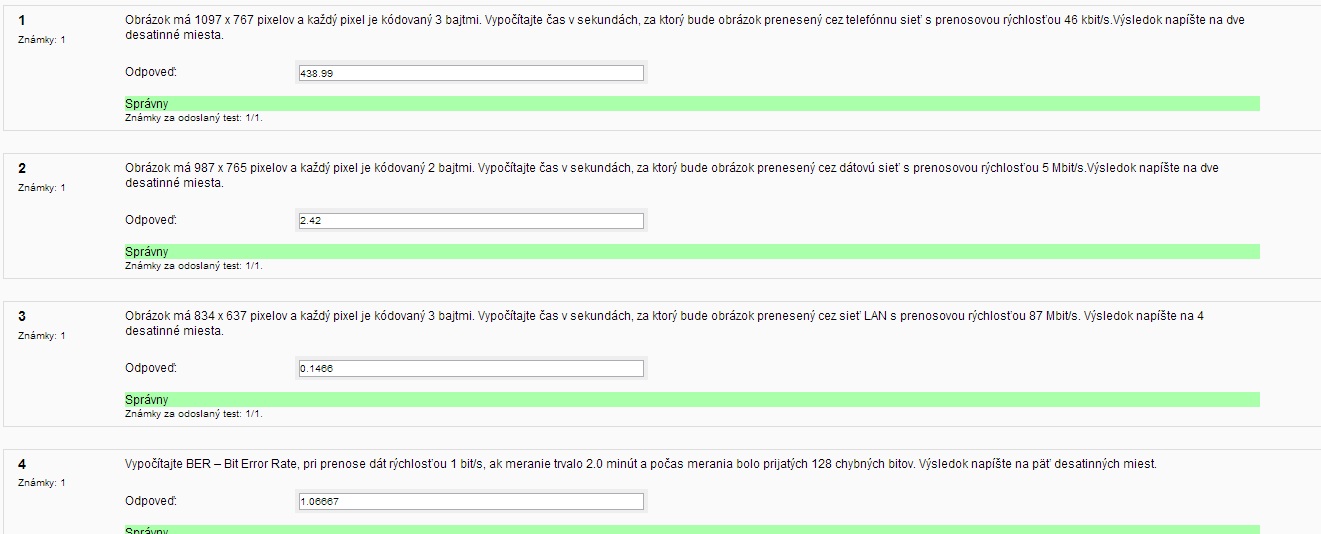 1
Známky: 1
Obrázok má 1097 x 767 pixelov a každý pixel je kódovaný 3 bajtmi. Vypočítajte čas v sekundách, za ktorý bude obrázok prenesený cez telefónnu sieť s prenosovou rýchlosťou 46 kbit/s.Výsledok napíšte na dve
desatinné miesta.
Odpoveď:
438.99
Správny
Známky za odoslaný test: 1/1.
2
Známky: 1
Obrázok má 987 x 765 pixelov a každý pixel je kódovaný 2 bajtmi. Vypočítajte čas v sekundách, za ktorý bude obrázok prenesený cez dátovú sieť s prenosovou rýchlosťou 5 Mbit/s.Výsledok napíšte na dve
desatinné miesta.
Odpoveď:
2.42
Správny
Známky za odoslaný test: 1/1.
3
Známky: 1
Obrázok má 834 x 637 pixelov a každý pixel je kódovaný 3 bajtmi. Vypočítajte čas v sekundách, za ktorý bude obrázok prenesený cez sieť LAN s prenosovou rýchlosťou 87 Mbit/s. Výsledok napíšte na 4
desatinné miesta.
Odpoveď:
0.1466
Správny
Známky za odoslaný test: 1/1.
4
Známky: 1
Vypočítajte BER – Bit Error Rate, pri prenose dát rýchlosťou 1 bit/s, ak meranie trvalo 2.0 minút a počas merania bolo prijatých 128 chybných bitov. Výsledok napíšte na päť desatinných miest.
Odpoveď:
1.06667
Správny